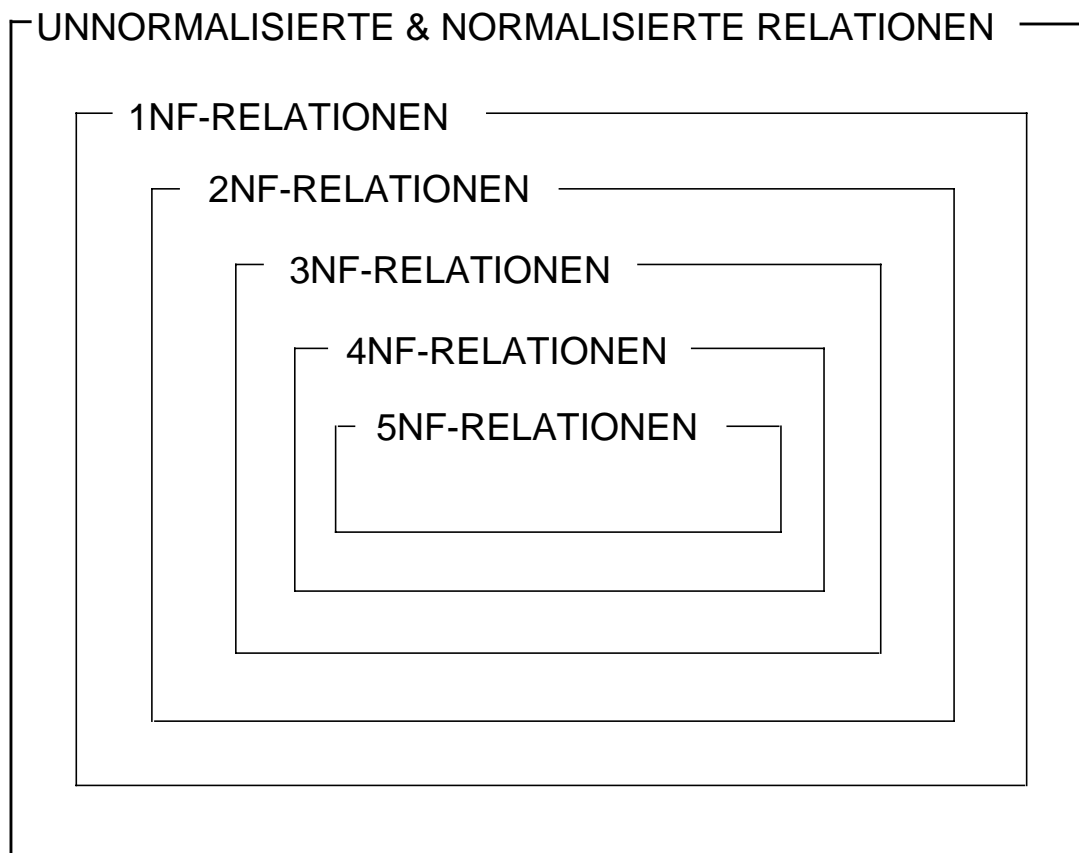 UNNORMALISIERTE & NORMALISIERTE RELATIONEN
1NF-RELATIONEN
2NF-RELATIONEN
3NF-RELATIONEN
4NF-RELATIONEN
5NF-RELATIONEN